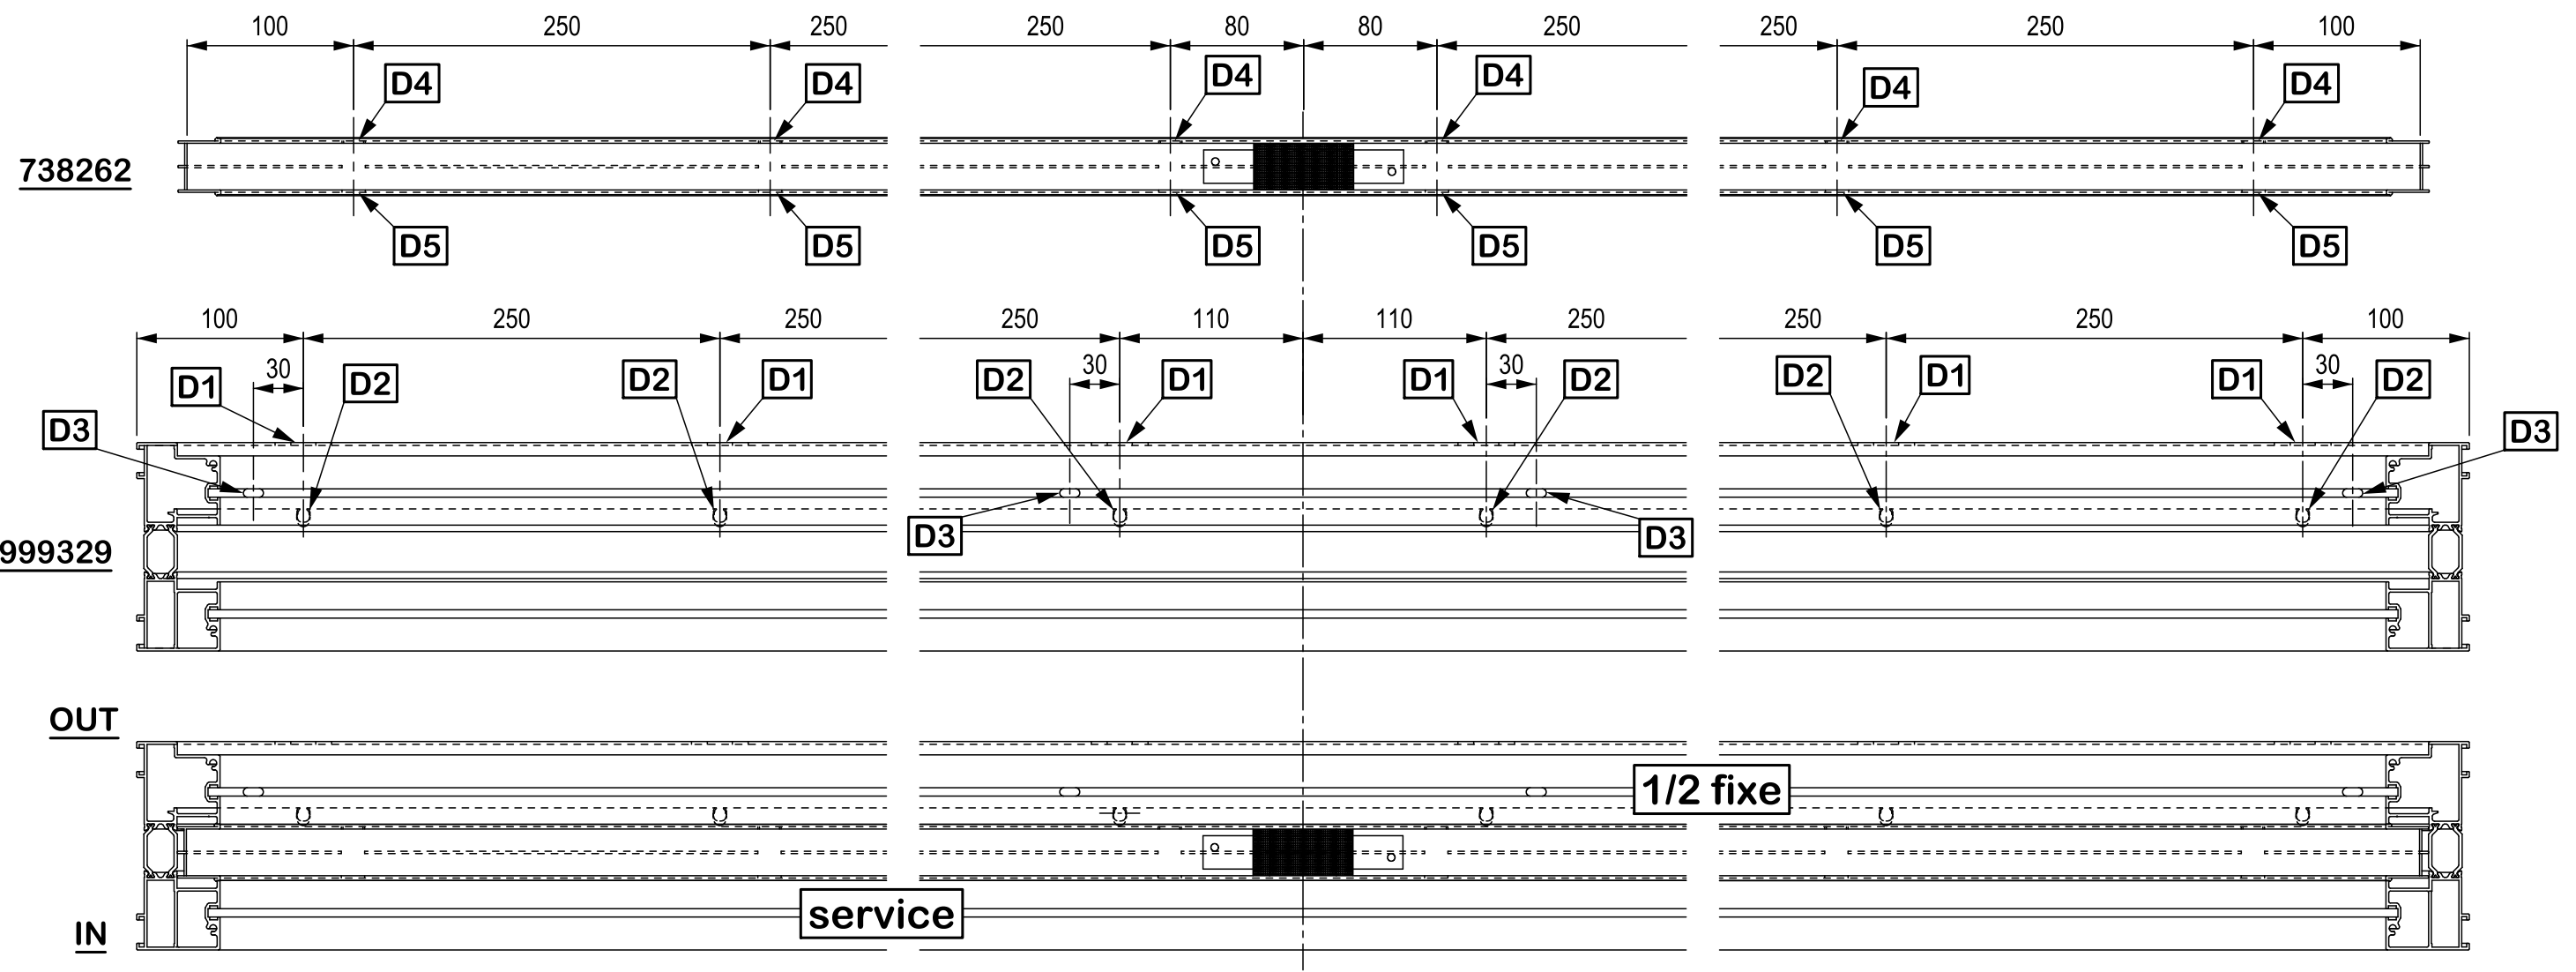 100 250 250 250 80 80 250 250 250 100
D4 D4 D4 D4 D4 D4
738262
D5 D5 D5 D5 D5 D5
100 250 250 250 110 110 250 250 250 100
30 30 30 30
D1 D2 D2 D1 D2 D1 D1 D2 D2 D1 D1 D2
D3 D3
D3 D3
999329
OUT
1/2 fixe
service
IN